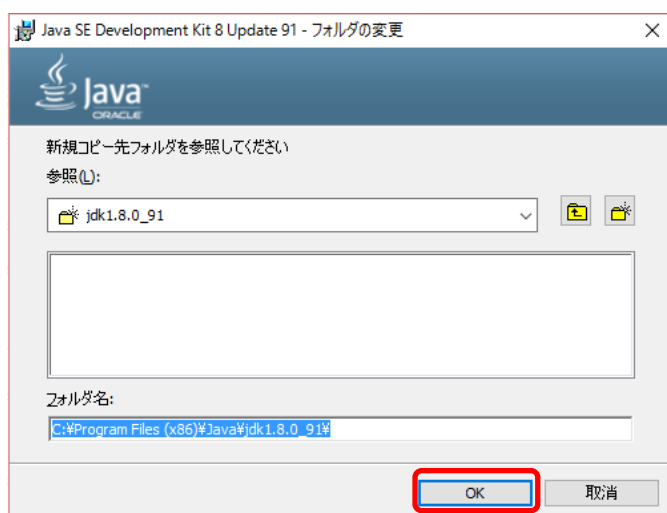 Java SE Development Kit 8 Update 91 - フォルダの変更
Java™
ORACLE
新規コピー先フォルダを参照してください
参照(L):
jdk1.8.0_91
フォルダ名:
C:¥Program Files (x86)¥Java¥jdk1.8.0_91¥
OK 取消